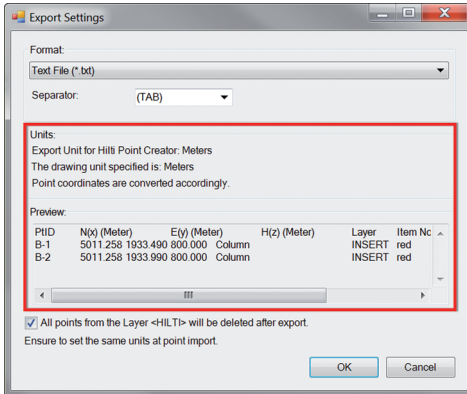 Export Settings
Format:
Text File (*.txt)
Separator: (TAB)
Units:
Export Unit for Hilti Point Creator: Meters
The drawing unit specified is: Meters
Point coordinates are converted accordingly.
Preview:
PtID N(x) (Meter) E(y) (Meter) H(z) (Meter) Layer Item No
B-1 5011.258 1933.490 800.000 Column INSERT red
B-2 5011.258 1933.990 800.000 Column INSERT red
All points from the Layer <HILTI> will be deleted after export.
Ensure to set the same units at point import.
OK Cancel